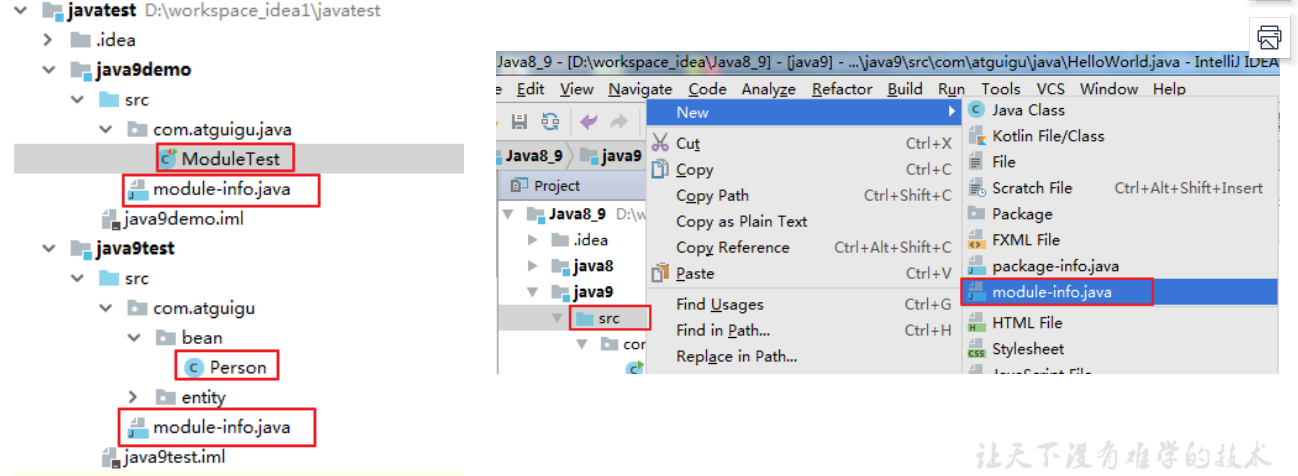 javatest D:\workspace_idea1\javatest
.idea
java9demo
src
com.atguigu.java
ModuleTest
module-info.java
java9demo.iml
java9test
src
com.atguigu
bean
Person
entity
module-info.java
java9test.iml
Java8_9 - [D:\workspace_idea\Java8_9] - [java9] - ...\java9\src\com\atguigu\java\HelloWorld.java - IntelliJ IDEA
e Edit View Navigate Code Analyze Refactor Build Run Tools VCS Window Help
Java8_9 java9
Project
Java8_9 D:\w
.idea
java8
java9
src
cor
New
Cut Ctrl+X
Copy Ctrl+C
Copy Path Ctrl+Shift+C
Copy as Plain Text
Copy Reference Ctrl+Alt+Shift+C
Paste Ctrl+V
Find Usages Ctrl+G
Find in Path... Ctrl+H
Replace in Path...
Java Class
Kotlin File/Class
File
Scratch File Ctrl+Alt+Shift+Insert
Package
FXML File
package-info.java
module-info.java
HTML File
Stylesheet
JavaScript File
让天下没有难学的技术